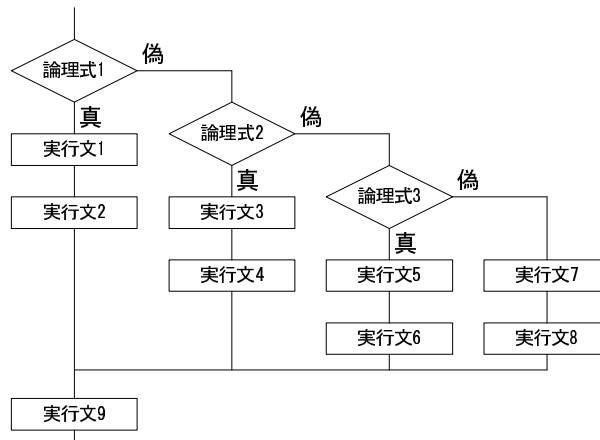 偽
論理式1
真
偽
論理式2
実行文1
真
偽
論理式3
実行文2
実行文3
真
実行文4
実行文5
実行文7
実行文6
実行文8
実行文9